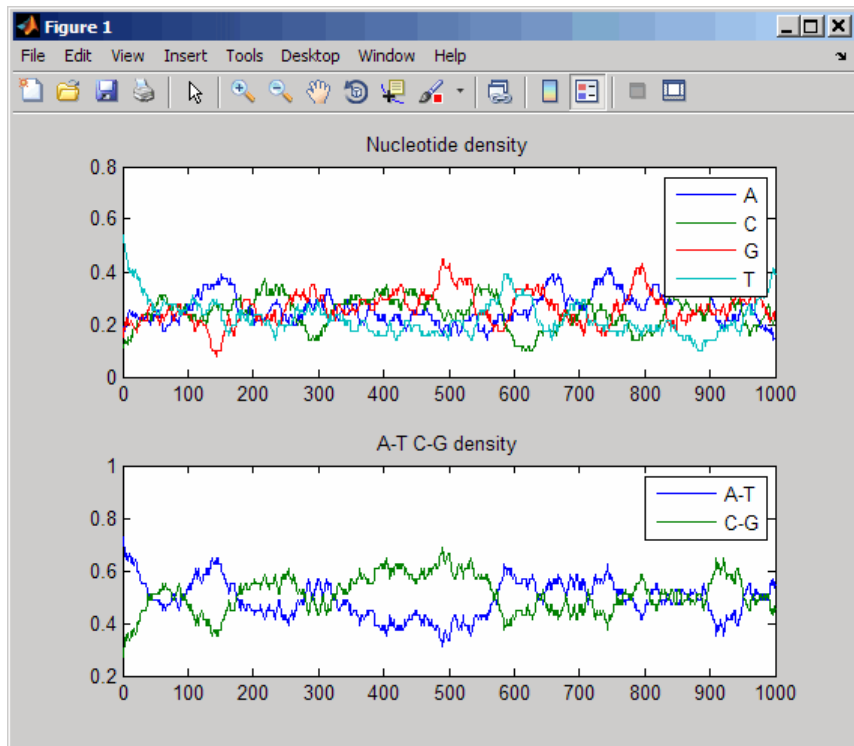 Figure 1
File Edit View Insert Tools Desktop Window Help
Nucleotide density
0.8
0.6
0.4
0.2
0
0 100 200 300 400 500 600 700 800 900 1000
A
C
G
T
A-T C-G density
1
0.8
0.6
0.4
0.2
0 100 200 300 400 500 600 700 800 900 1000
A-T
C-G